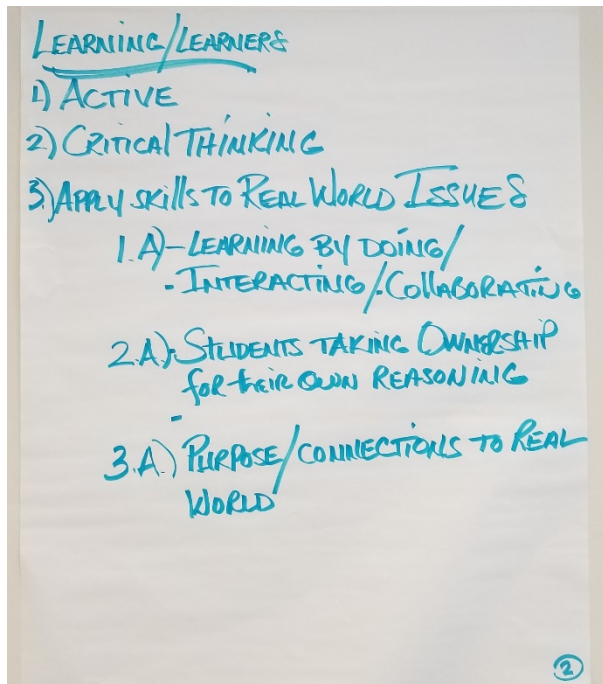 LEARNING/LEARNERS
1) ACTIVE
2) CRITICAL THINKING
3.) APPLY SKILLS TO REAL WORLD ISSUES
1.A) - LEARNING BY DOING/
- INTERACTING/COLLABORATING
2.A) - STUDENTS TAKING OWNERSHIP
FOR THEIR OWN REASONING
-
3.A.) PURPOSE/CONNECTIONS TO REAL
WORLD
2